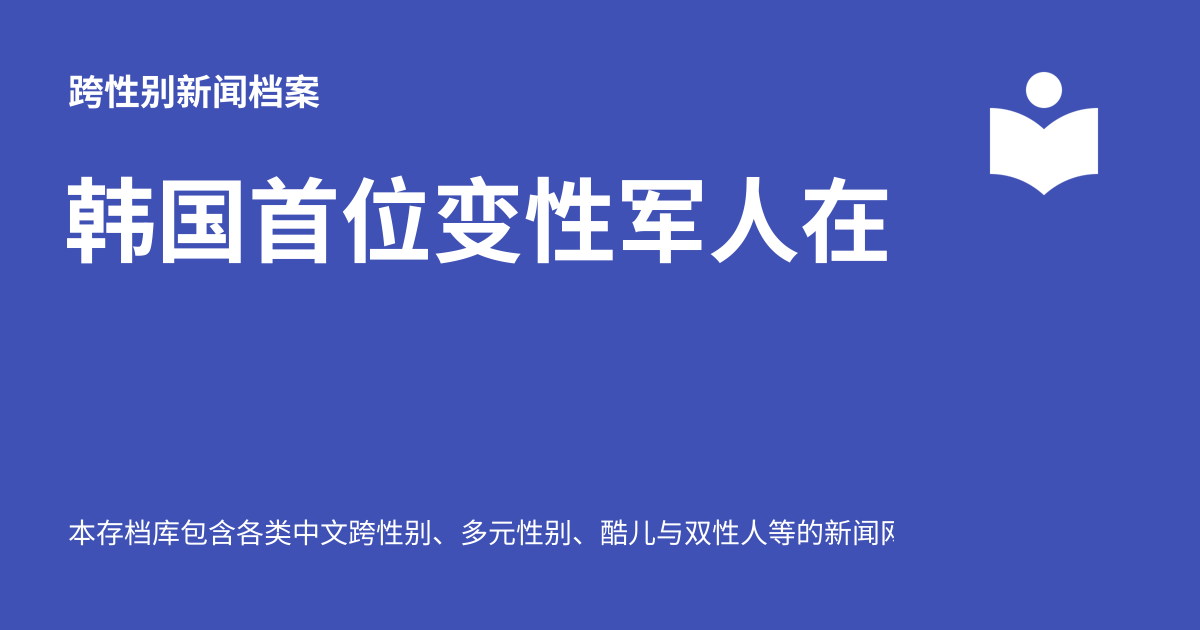 跨性别新闻档案
韩国首位变性军人在
本存档库包含各类中文跨性别、多元性别、酷儿与双性人等的新闻